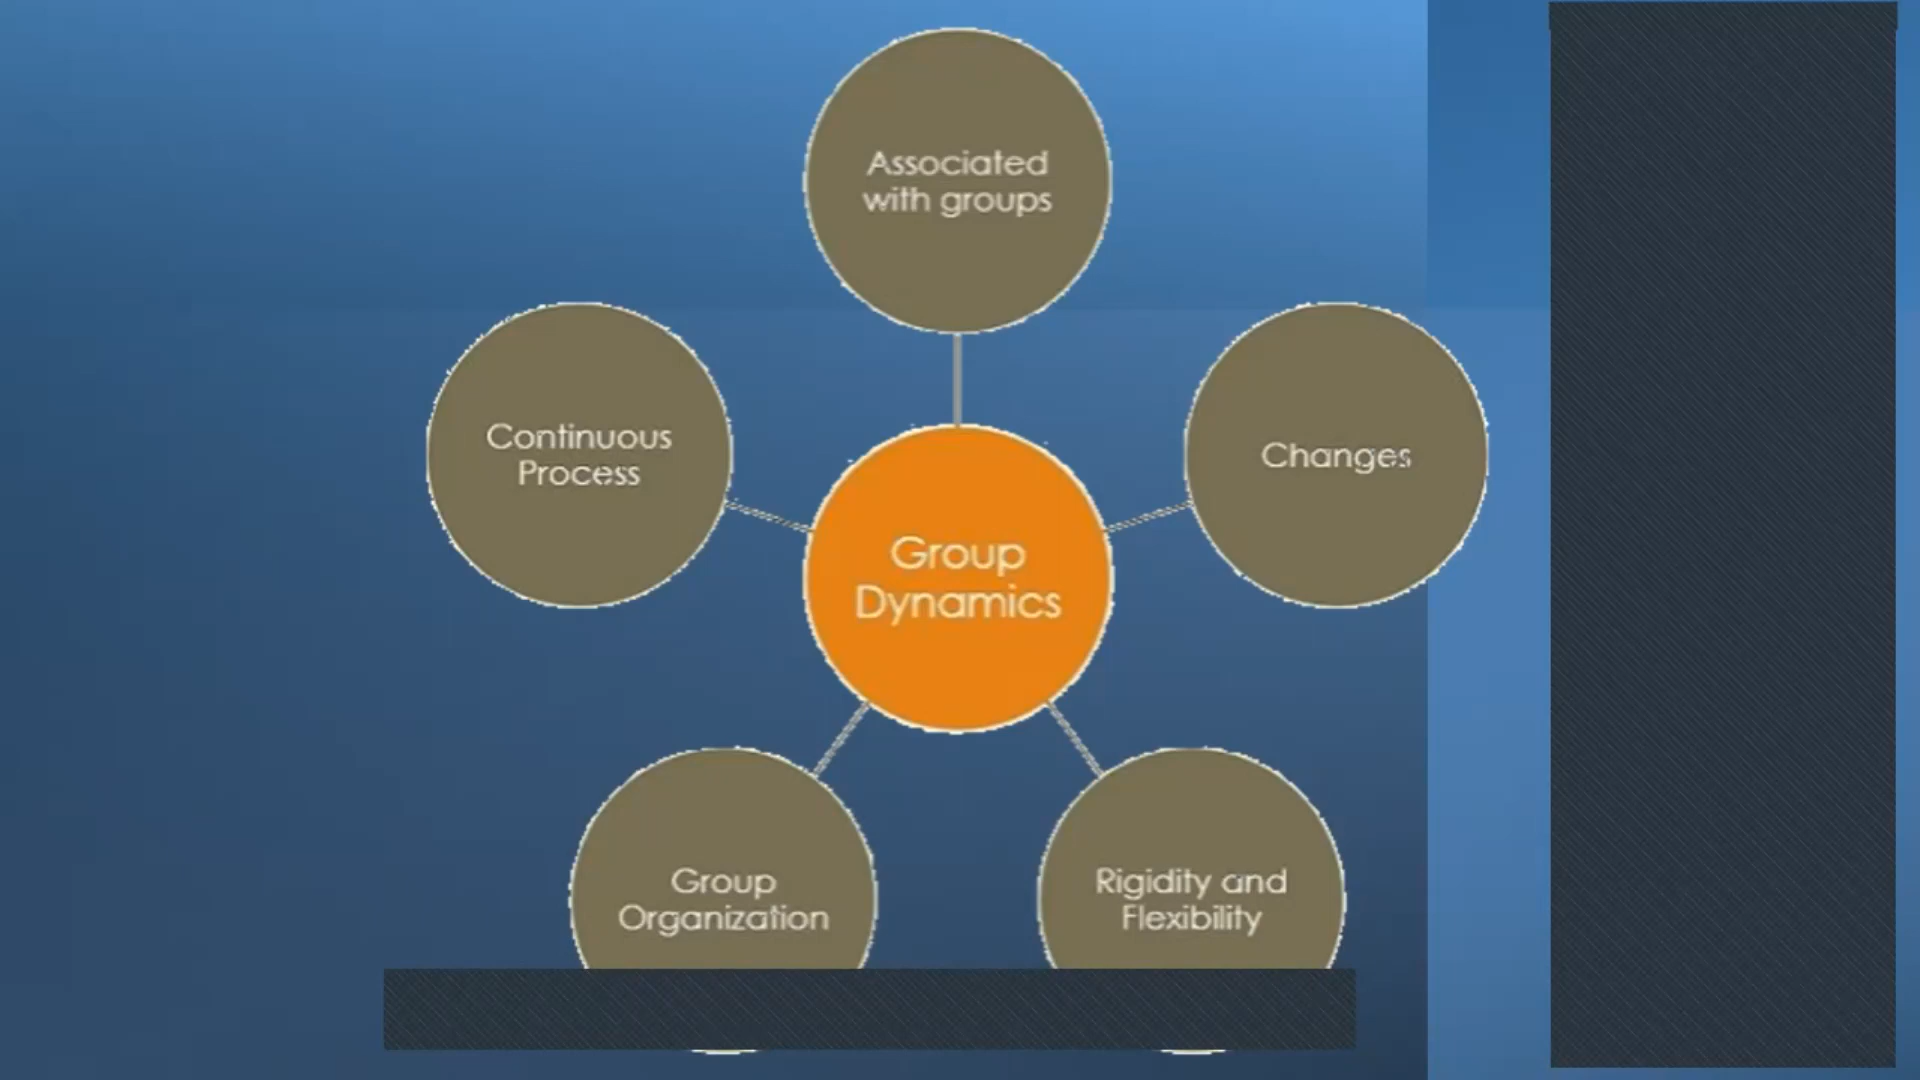 Associated
with groups
Continuous
Process
Changes
Group
Dynamics
Group
Organization
Rigidity and
Flexibility